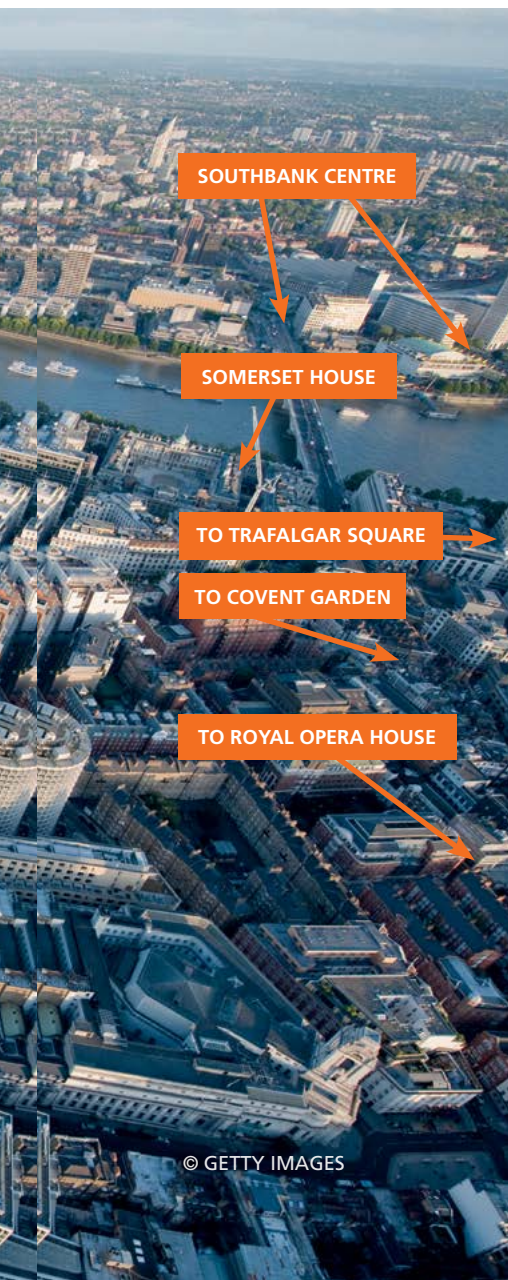 SOUTHBANK CENTRE
SOMERSET HOUSE
TO TRAFALGAR SQUARE
TO COVENT GARDEN
TO ROYAL OPERA HOUSE
© GETTY IMAGES